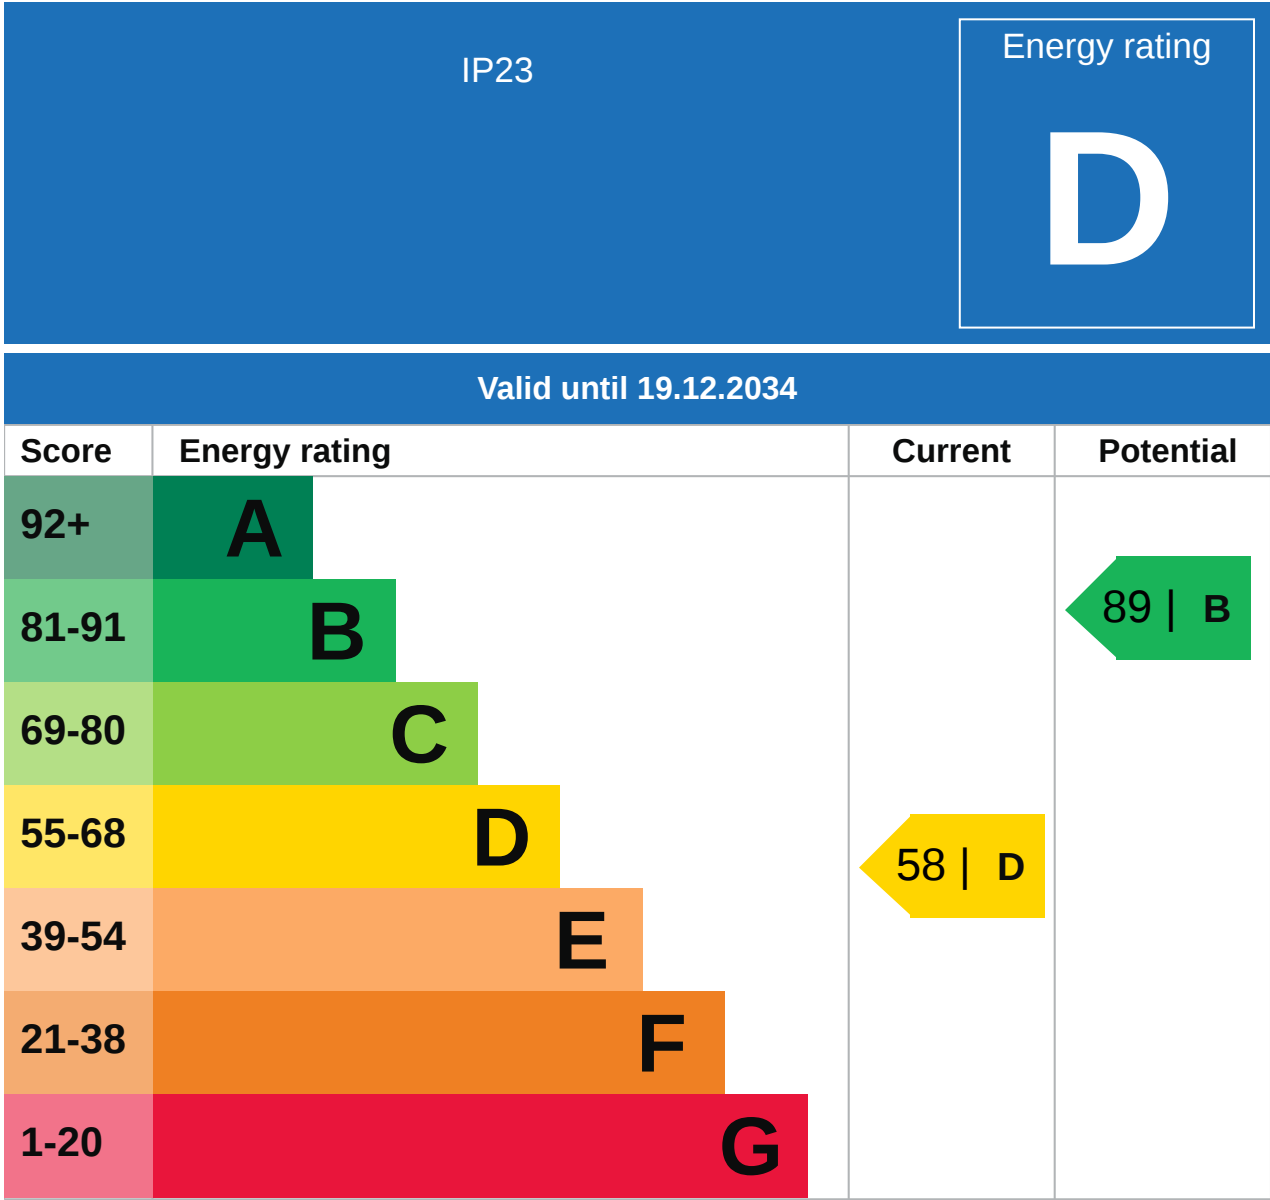 IP23
Energy rating
D
Valid until 19.12.2034
Score Energy rating Current Potential
92+ A
81-91 B 89 | B
69-80 C
55-68 D 58 | D
39-54 E
21-38 F
1-20 G